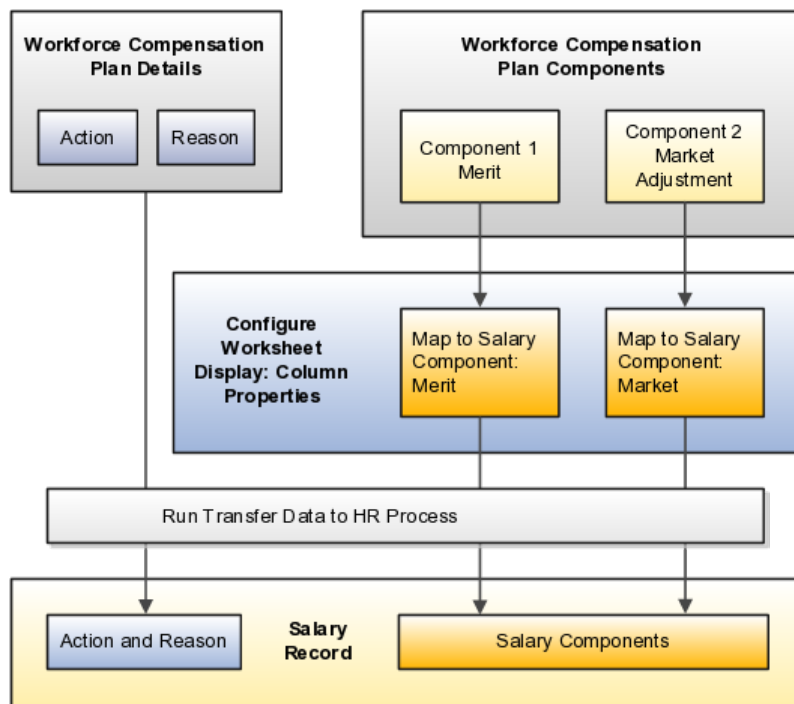 Workforce Compensation
Plan Details
Action
Reason
Workforce Compensation
Plan Components
Component 1
Merit
Component 2
Market
Adjustment
Configure
Worksheet
Display: Column
Properties
Map to Salary
Component:
Merit
Map to Salary
Component:
Market
Run Transfer Data to HR Process
Action and Reason
Salary
Record
Salary Components